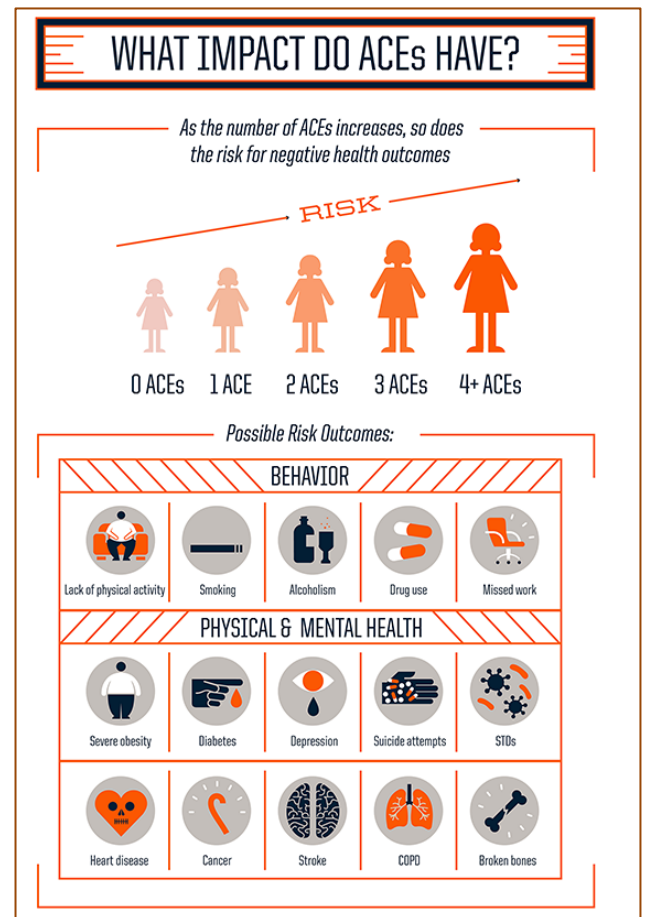 WHAT IMPACT DO ACEs HAVE?
As the number of ACEs increases, so does
the risk for negative health outcomes
RISK
0 ACEs 1 ACE 2 ACEs 3 ACEs 4+ ACEs
Possible Risk Outcomes:
BEHAVIOR
Lack of physical activity Smoking Alcoholism Drug use Missed work
PHYSICAL & MENTAL HEALTH
Severe obesity Diabetes Depression Suicide attempts STDs
Heart disease Cancer Stroke COPD Broken bones